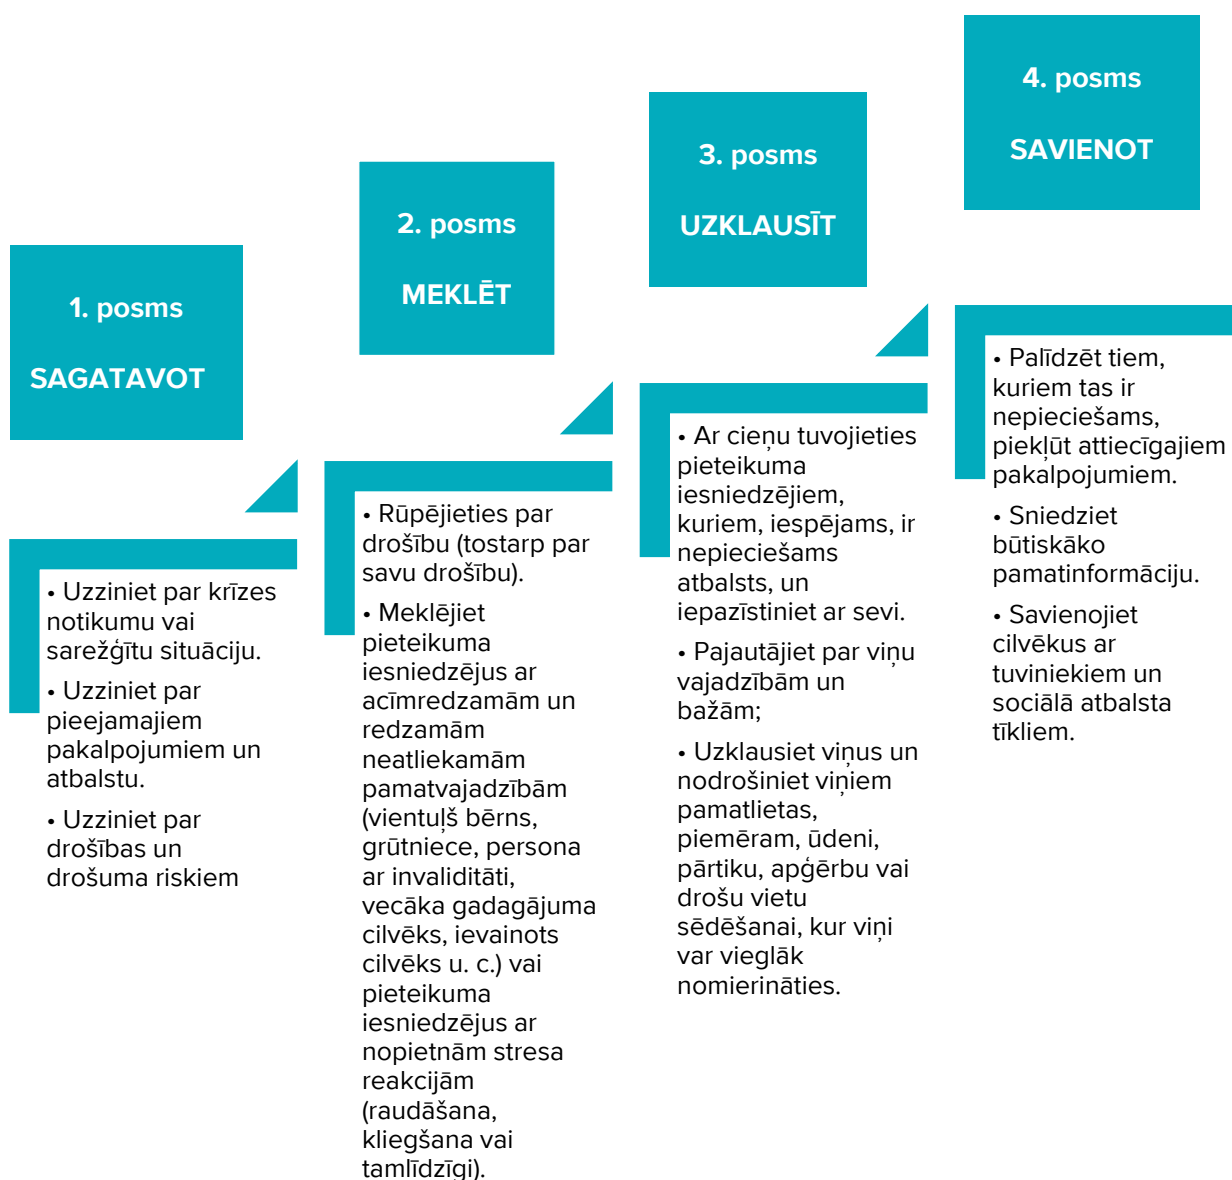 1. posms
SAGATAVOT
• Uzziniet par krīzes
notikumu vai
sarežģītu situāciju.
• Uzziniet par
pieejamajiem
pakalpojumiem un
atbalstu.
• Uzziniet par
drošības un
drošuma riskiem
2. posms
MEKLĒT
• Rūpējieties par
drošību (tostarp par
savu drošību).
• Meklējiet
pieteikuma
iesniedzējus ar
acīmredzamām un
redzamām
neatliekamām
pamatvajadzībām
(vientuļš bērns,
grūtniece, persona
ar invaliditāti,
vecāka gadagājuma
cilvēks, ievainots
cilvēks u. c.) vai
pieteikuma
iesniedzējus ar
nopietnām stresa
reakcijām
(raudāšana,
kliegšana vai
tamlīdzīgi).
3. posms
UZKLAUSĪT
• Ar cieņu tuvojieties
pieteikuma
iesniedzējiem,
kuriem, iespējams, ir
nepieciešams
atbalsts, un
iepazīstiniet ar sevi.
• Pajautājiet par viņu
vajadzībām un
bažām;
• Uzklausiet viņus un
nodrošiniet viņiem
pamatlietas,
piemēram, ūdeni,
pārtiku, apģērbu vai
drošu vietu
sēdēšanai, kur viņi
var vieglāk
nomierināties.
4. posms
SAVIENOT
• Palīdzēt tiem,
kuriem tas ir
nepieciešams,
piekļūt attiecīgajiem
pakalpojumiem.
• Sniedziet
būtiskāko
pamatinformāciju.
• Savienojiet
cilvēkus ar
tuviniekiem un
sociālā atbalsta
tīkliem.